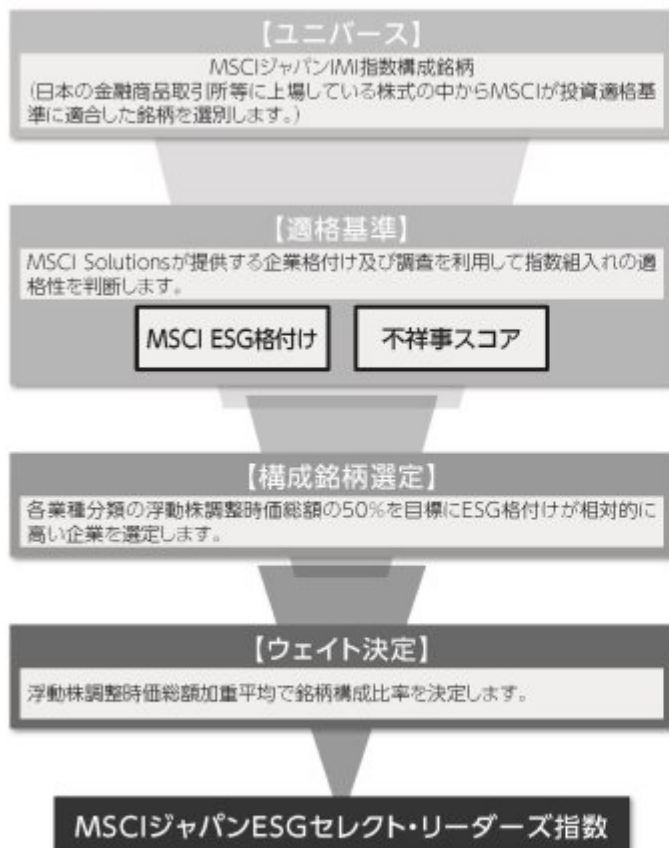 【ユニバース】
MSCIジャパンIMI指数構成銘柄
(日本の金融商品取引所等に上場している株式の中からMSCIが投資適格基
準に適合した銘柄を選別します。)
【適格基準】
MSCI Solutionsが提供する企業格付け及び調査を利用して指数組入れの適
格性を判断します。
MSCI ESG格付け
不祥事スコア
【構成銘柄選定】
各業種分類の浮動株調整時価総額の50%を目標にESG格付けが相対的に
高い企業を選定します。
【ウェイト決定】
浮動株調整時価総額加重平均で銘柄構成比率を決定します。
MSCIジャパンESGセレクト・リーダーズ指数